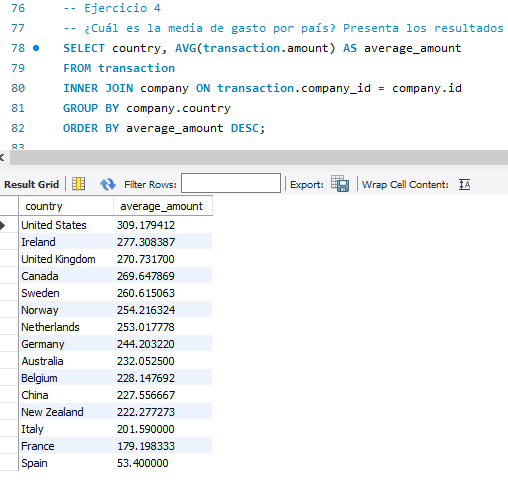 76 -- Ejercicio 4
77 -- ¿Cuál es la media de gasto por país? Presenta los resultados
78 SELECT country, AVG(transaction.amount) AS average_amount
79 FROM transaction
80 INNER JOIN company ON transaction.company_id = company.id
81 GROUP BY company.country
82 ORDER BY average_amount DESC;
83
Result Grid Filter Rows: Export: Wrap Cell Content:
country average_amount
United States 309.179412
Ireland 277.308387
United Kingdom 270.731700
Canada 269.647869
Sweden 260.615063
Norway 254.216324
Netherlands 253.017778
Germany 244.203220
Australia 232.052500
Belgium 228.147692
China 227.556667
New Zealand 222.277273
Italy 201.590000
France 179.198333
Spain 53.400000